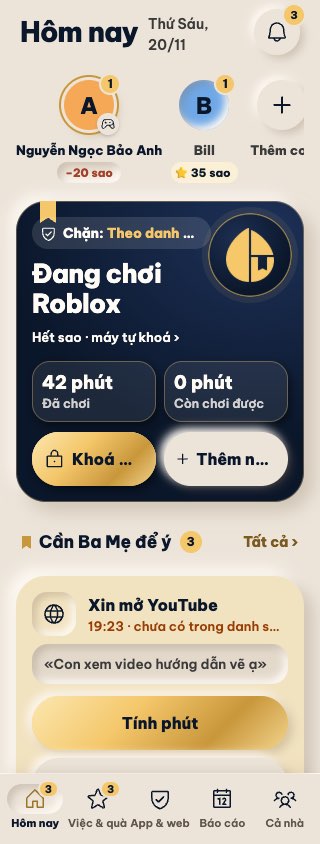 Hôm nay
Thứ Sáu,
20/11
3
1
A
1
B
Nguyễn Ngọc Bảo Anh
Bill
Thêm co
−20 sao
35 sao
Chặn: Theo danh ...
Đang chơi
Roblox
Hết sao · máy tự khoá ›
42 phút
Đã chơi
0 phút
Còn chơi được
Khoá ...
Thêm n...
Cần Ba Mẹ để ý
3
Tất cả ›
Xin mở YouTube
19:23 · chưa có trong danh s...
«Con xem video hướng dẫn vẽ ạ»
Tính phút
3
3
12
Hôm nay
Việc & quà
App & web
Báo cáo
Cả nhà